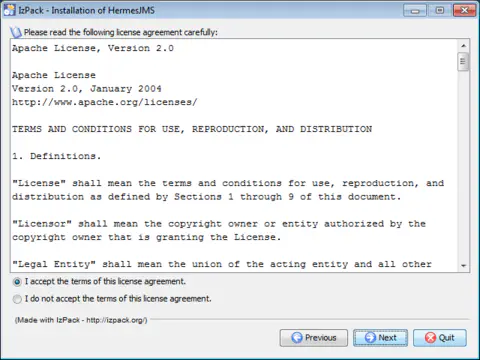 IzPack - Installation of HermesJMS
Please read the following license agreement carefully:
Apache License, Version 2.0
Apache License
Version 2.0, January 2004
http://www.apache.org/licenses/
TERMS AND CONDITIONS FOR USE, REPRODUCTION, AND DISTRIBUTION
1. Definitions.
"License" shall mean the terms and conditions for use, reproduction, and
distribution as defined by Sections 1 through 9 of this document.
"Licensor" shall mean the copyright owner or entity authorized by the
copyright owner that is granting the License.
"Legal Entity" shall mean the union of the acting entity and all other
I accept the terms of this license agreement.
I do not accept the terms of this license agreement.
(Made with IzPack - http://izpack.org/)
Previous Next Quit